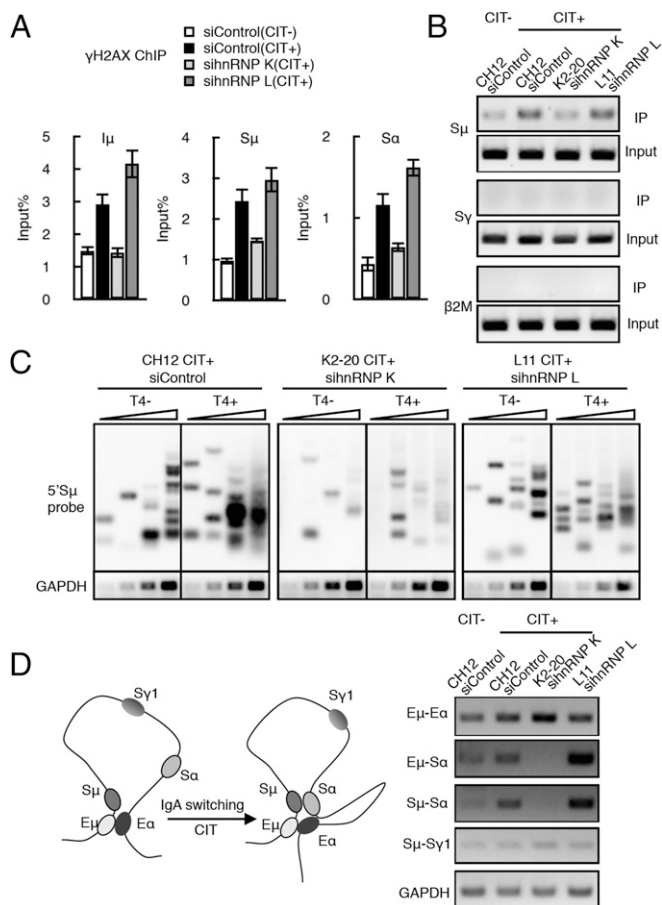 A
γH2AX ChIP
siControl(CIT-)
siControl(CIT+)
sihnRNP K(CIT+)
sihnRNP L(CIT+)
Iμ
Sμ
Sα
Input%
5
4
3
2
1
0
Input%
4
3
2
1
0
Input%
2
1
0
B
CIT-
CIT+
CH12
siControl
CH12
siControl
K2-20
sihnRNP K
L11
sihnRNP L
Sμ
IP
Input
Sγ
IP
Input
β2M
IP
Input
C
CH12 CIT+
siControl
K2-20 CIT+
sihnRNP K
L11 CIT+
sihnRNP L
T4-
T4+
T4-
T4+
T4-
T4+
5'Sμ
probe
GAPDH
D
Sγ1
Sα
Sμ
Eμ
Eα
IgA switching
CIT
Sγ1
Sμ
Sα
Eμ
Eα
CIT-
CIT+
CH12
siControl
CH12
siControl
K2-20
sihnRNP K
L11
sihnRNP L
Eμ-Eα
Eμ-Sα
Sμ-Sα
Sμ-Sγ1
GAPDH